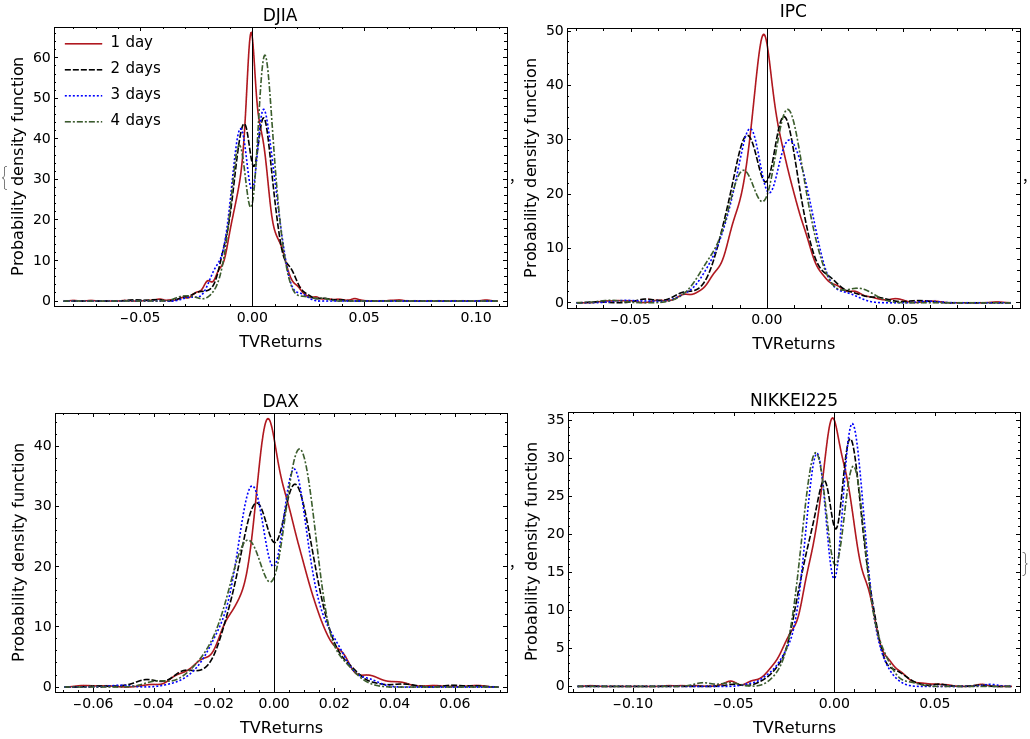 DJIA
Probability density function
1 day
2 days
3 days
4 days
60
50
40
30
20
10
0
−0.05
0.00
0.05
0.10
TVReturns
,
IPC
Probability density function
50
40
30
20
10
0
−0.05
0.00
0.05
TVReturns
,
DAX
Probability density function
40
30
20
10
0
−0.06
−0.04
−0.02
0.00
0.02
0.04
0.06
TVReturns
,
NIKKEI225
Probability density function
35
30
25
20
15
10
5
0
−0.10
−0.05
0.00
0.05
TVReturns